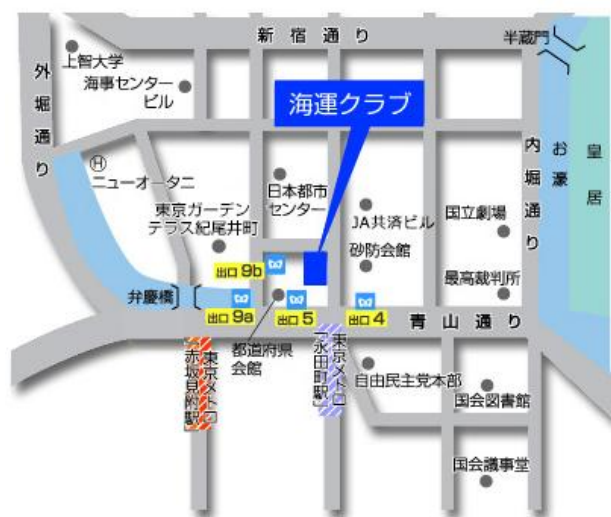 新宿通り
半蔵門
上智大学
海事センター
ビル
外堀通り
海運クラブ
内堀通り
お濠
皇居
H
ニューオータニ
日本都市
センター
東京ガーデン
テラス紀尾井町
JA共済ビル
国立劇場
砂防会館
出口 9b
最高裁判所
弁慶橋
出口 9a
出口 5
出口 4
青山通り
都道府県
会館
東京メトロ
「赤坂見附駅」
東京メトロ
「永田町駅」
自由民主党本部
国会図書館
国会議事堂